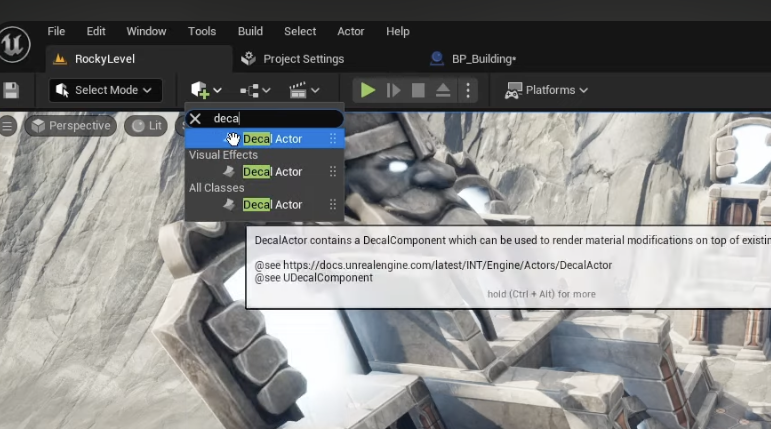 File Edit Window Tools Build Select Actor Help
RockyLevel Project Settings BP_Building*
Select Mode Platforms
deca
Perspective Lit
Decal Actor
Visual Effects
Decal Actor
All Classes
Decal Actor
DecalActor contains a DecalComponent which can be used to render material modifications on top of
@see https://docs.unrealengine.com/latest/INT/Engine/Actors/DecalActor
@see UDecalComponent
hold (Ctrl + Alt) for more